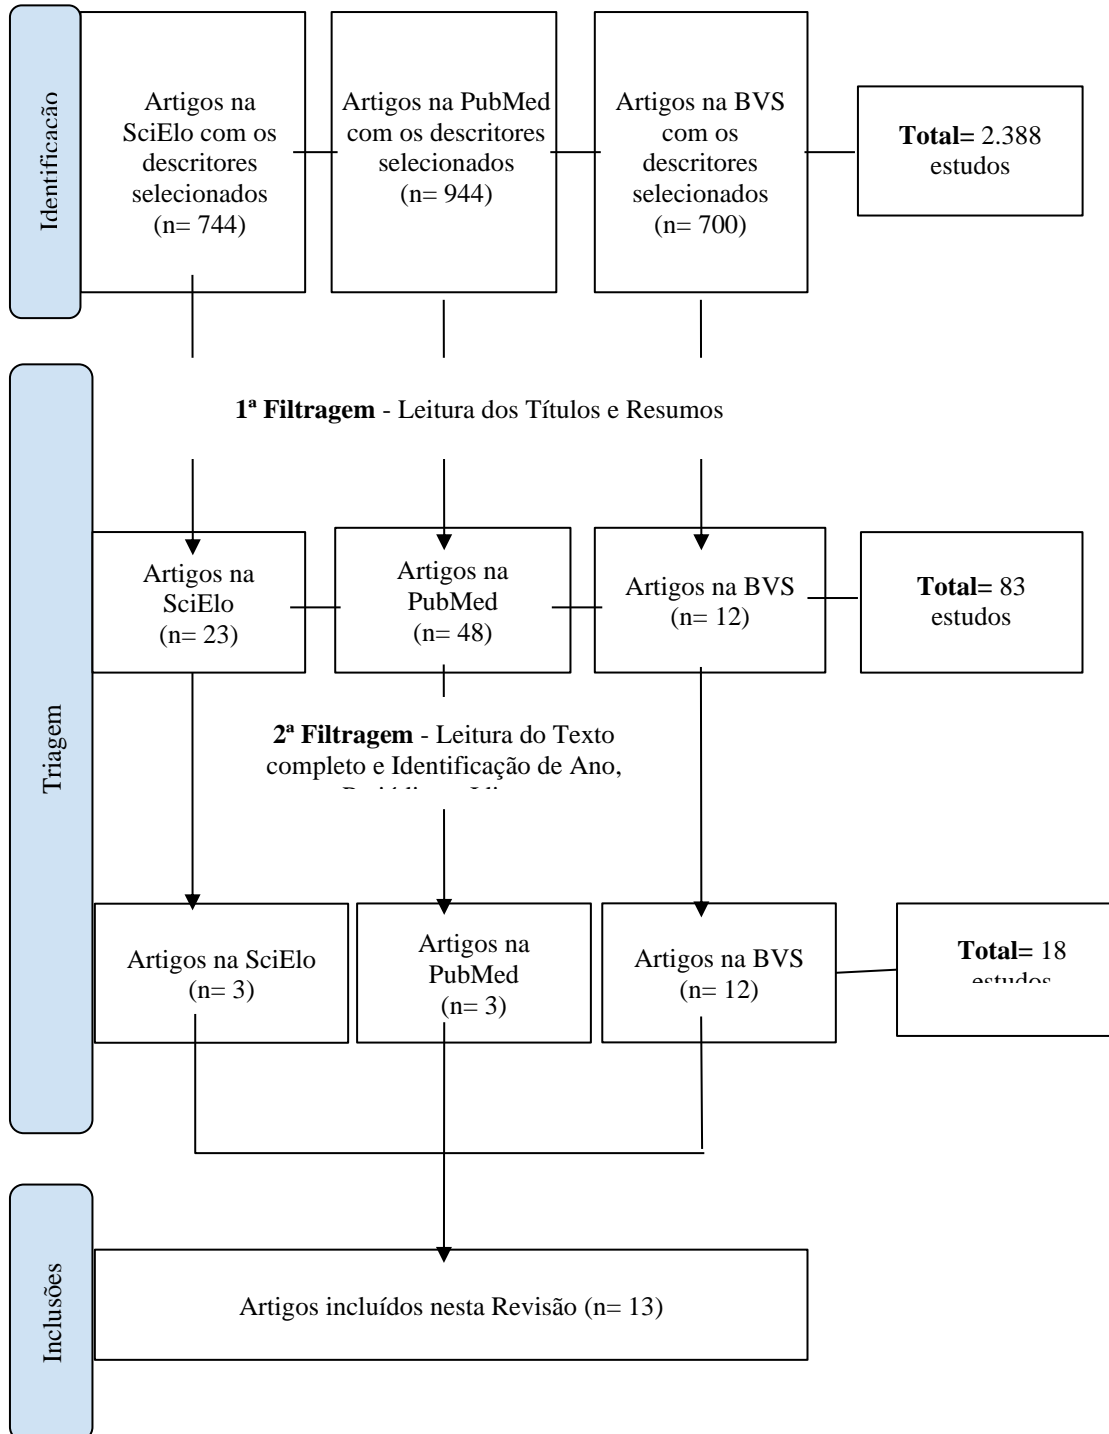 Identificação
Artigos na
SciElo com os
descritores
selecionados
(n= 744)
Artigos na PubMed
com os descritores
selecionados
(n= 944)
Artigos na BVS
com os
descritores
selecionados
(n= 700)
Total= 2.388
estudos
Triagem
1ª Filtragem - Leitura dos Títulos e Resumos
Artigos na
SciElo
(n= 23)
Artigos na
PubMed
(n= 48)
Artigos na BVS
(n= 12)
Total= 83
estudos
2ª Filtragem - Leitura do Texto
completo e Identificação de Ano,
Artigos na SciElo
(n= 3)
Artigos na
PubMed
(n= 3)
Artigos na BVS
(n= 12)
Total= 18
estudos
Inclusões
Artigos incluídos nesta Revisão (n= 13)